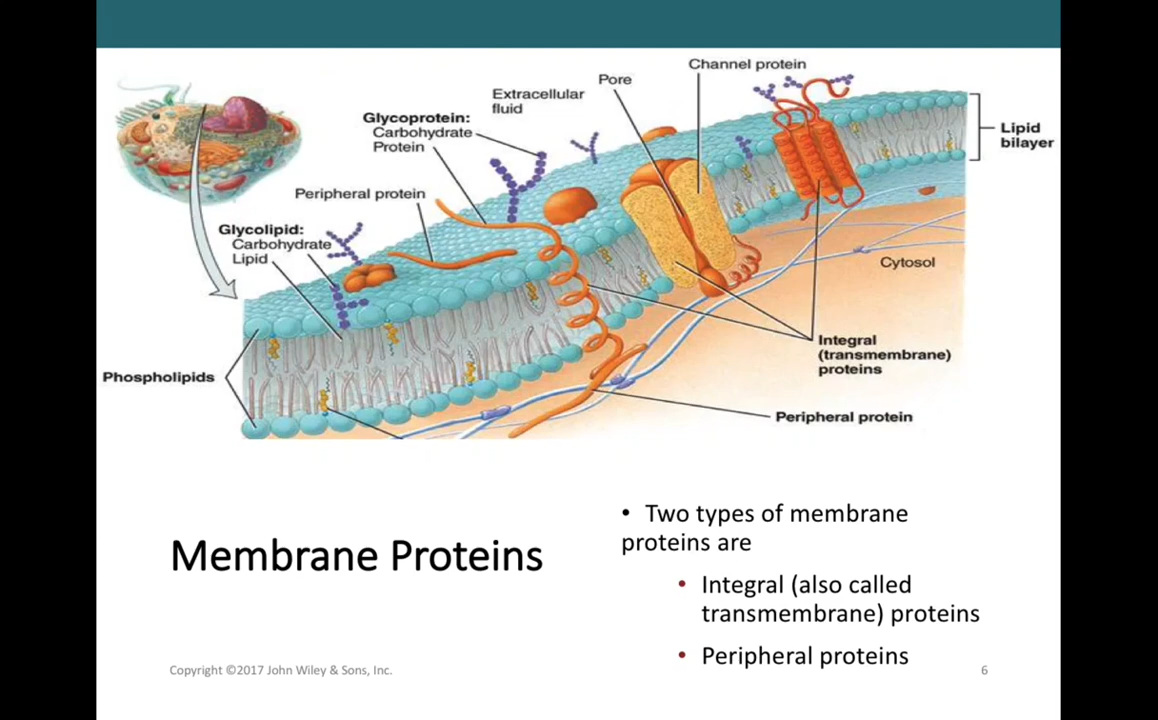 Channel protein
Pore
Extracellular
fluid
Glycoprotein:
Carbohydrate
Protein
Lipid
bilayer
Peripheral protein
Glycolipid:
Carbohydrate
Lipid
Cytosol
Integral
(transmembrane)
proteins
Phospholipids
Peripheral protein
Membrane Proteins
• Two types of membrane
proteins are
• Integral (also called
transmembrane) proteins
• Peripheral proteins
Copyright ©2017 John Wiley & Sons, Inc.
6